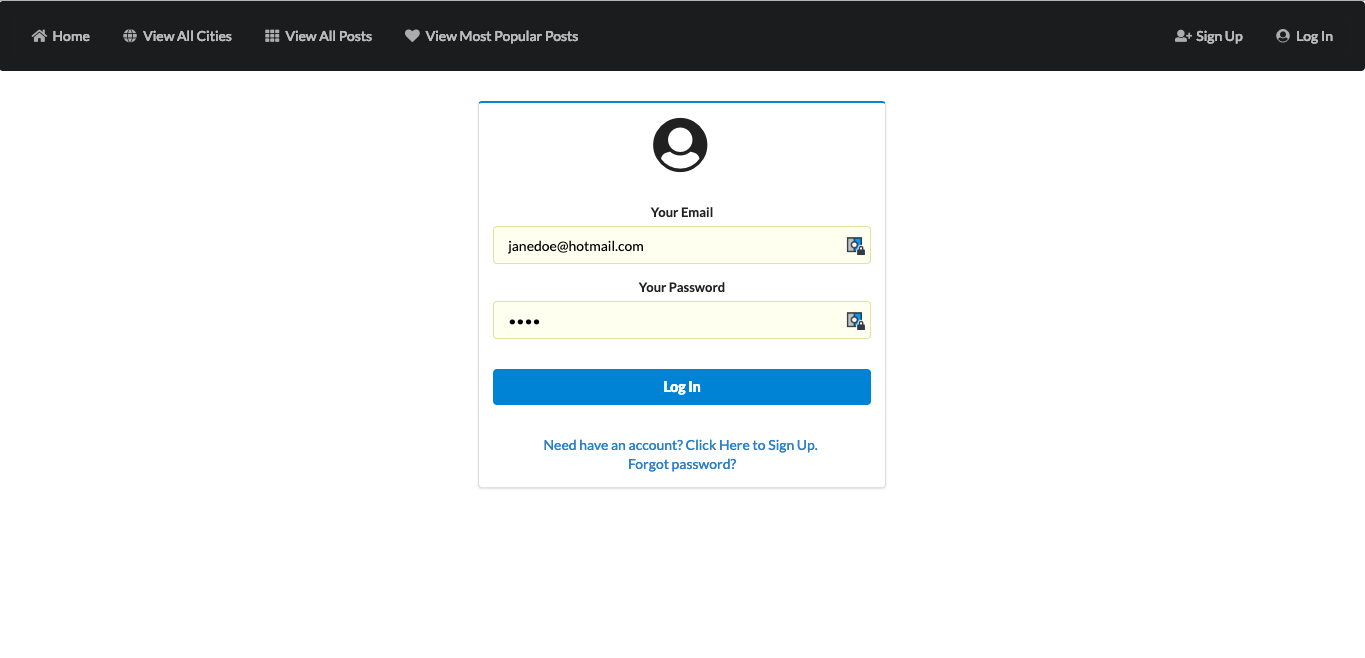 Home View All Cities View All Posts View Most Popular Posts Sign Up Log In
Your Email
janedoe@hotmail.com
Your Password
••••
Log In
Need have an account? Click Here to Sign Up.
Forgot password?